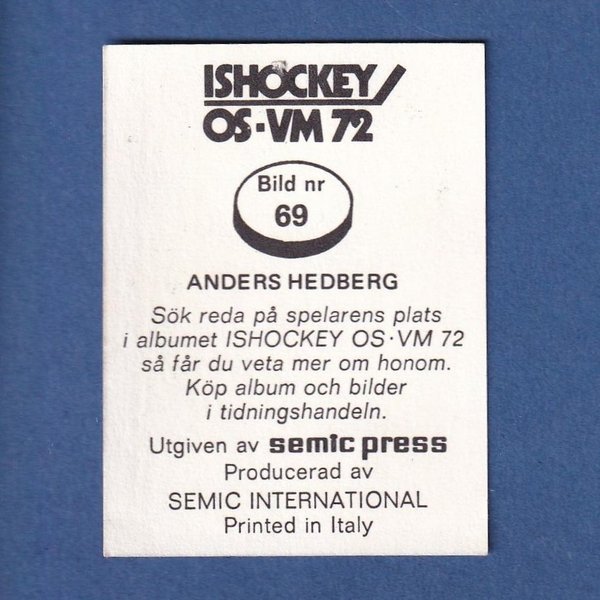 ISHOCKEY
OS·VM 72
Bild nr
69
ANDERS HEDBERG
Sök reda på spelarens plats
i albumet ISHOCKEY OS·VM 72
så får du veta mer om honom.
Köp album och bilder
i tidningshandeln.
Utgiven av semic press
Producerad av
SEMIC INTERNATIONAL
Printed in Italy